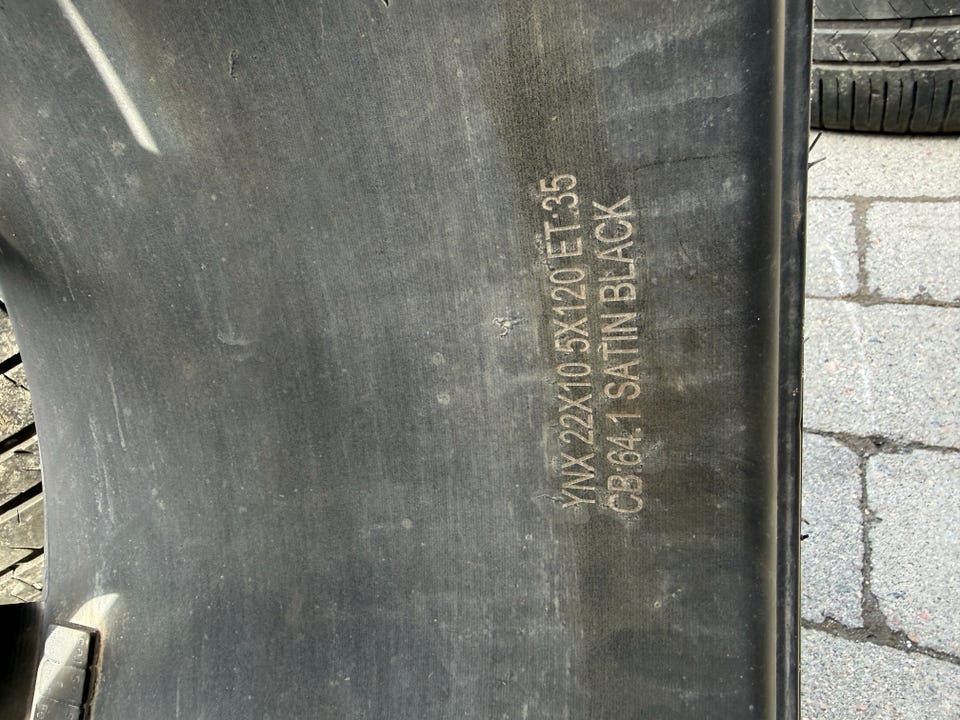 YNX 22X10 5X120 ET:35
CB:64.1 SATIN BLACK